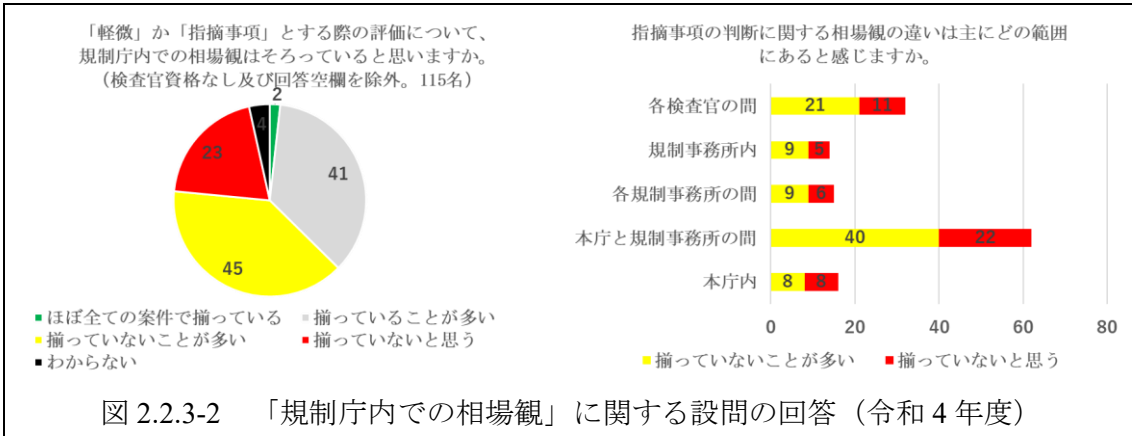 「軽微」か「指摘事項」とする際の評価について、
規制庁内での相場観はそろっていると思いますか。
（検査官資格なし及び回答空欄を除外。115名）
2
4
23
41
45
ほぼ全ての案件で揃っている
揃っていることが多い
揃っていないことが多い
揃っていないと思う
わからない
指摘事項の判断に関する相場観の違いは主にどの範囲
にあると感じますか。
各検査官の間 21 11
規制事務所内 9 5
各規制事務所の間 9 6
本庁と規制事務所の間 40 22
本庁内 8 8
0 20 40 60 80
揃っていないことが多い 揃っていないと思う
図 2.2.3-2 「規制庁内での相場観」に関する設問の回答（令和 4 年度）